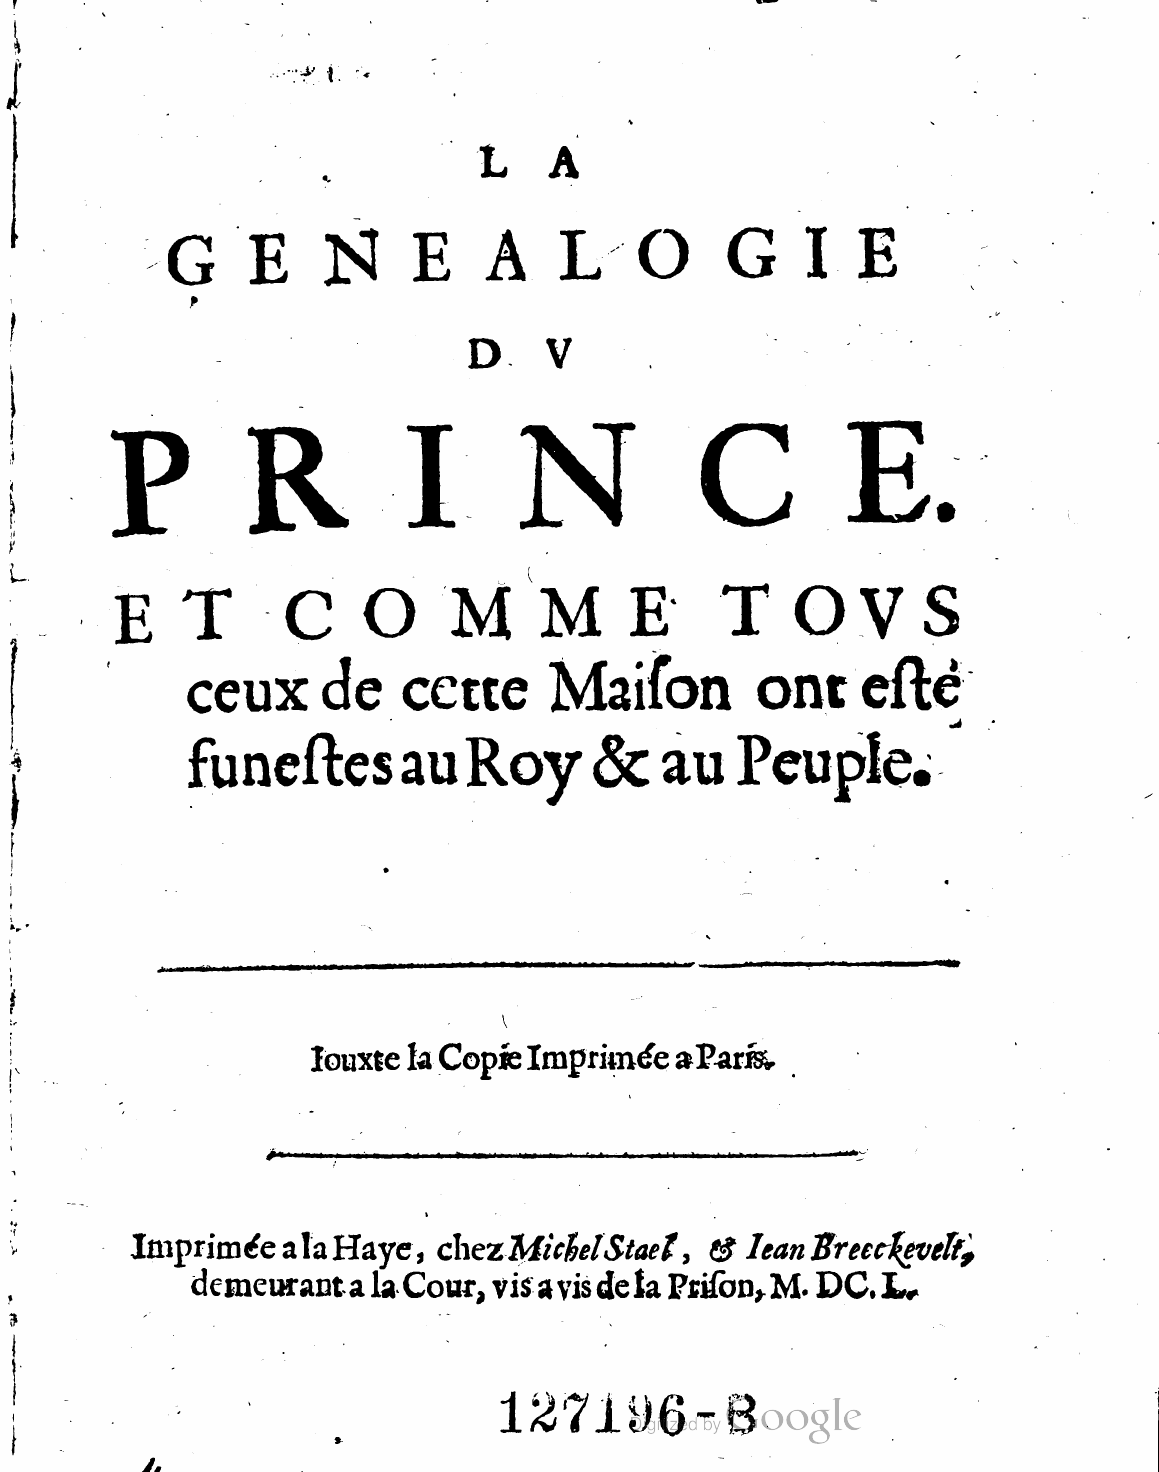 LA
GENEALOGIE
DV
PRINCE.
ET COMME TOVS
ceux de cette Maiſon ont eſté
funeſtes au Roy & au Peuple.
Iouxte la Copie Imprimée a Paris.
Imprimée a la Haye, chez Michel Stael, & Iean Breeckevelt,
demeurant a la Cour, vis a vis de la Priſon, M. DC. L.
127196-B
Digitized by Google